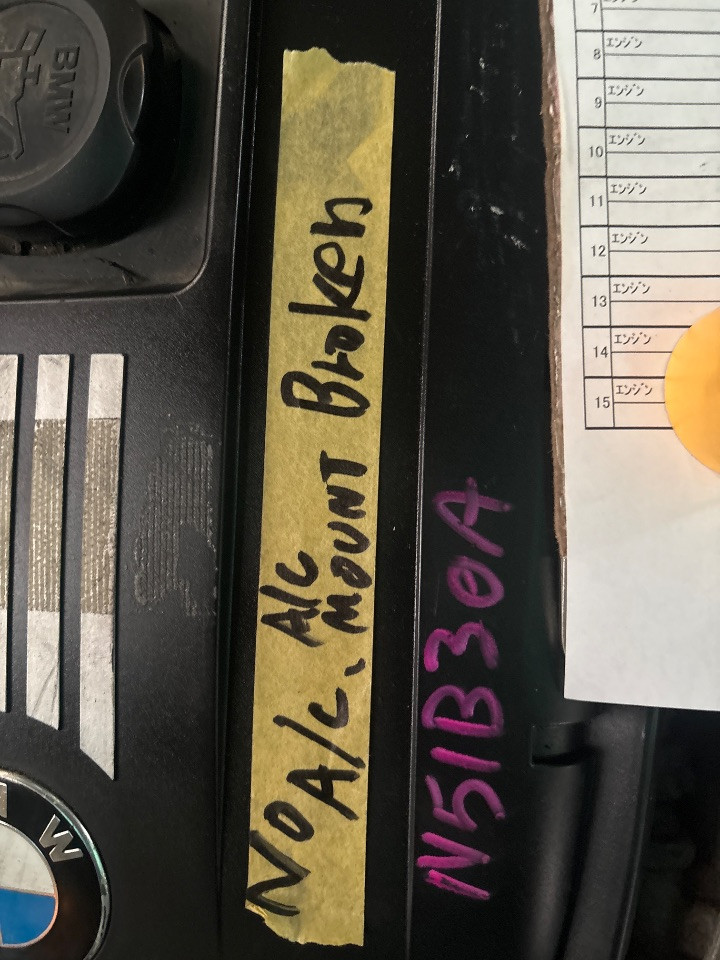 BMW
No A/C. A/C MOUNT Broken
N51B30A
7
8 エンジン
9 エンジン
10 エンジン
11 エンジン
12 エンジン
13 エンジン
14 エンジン
15 エンジン
W